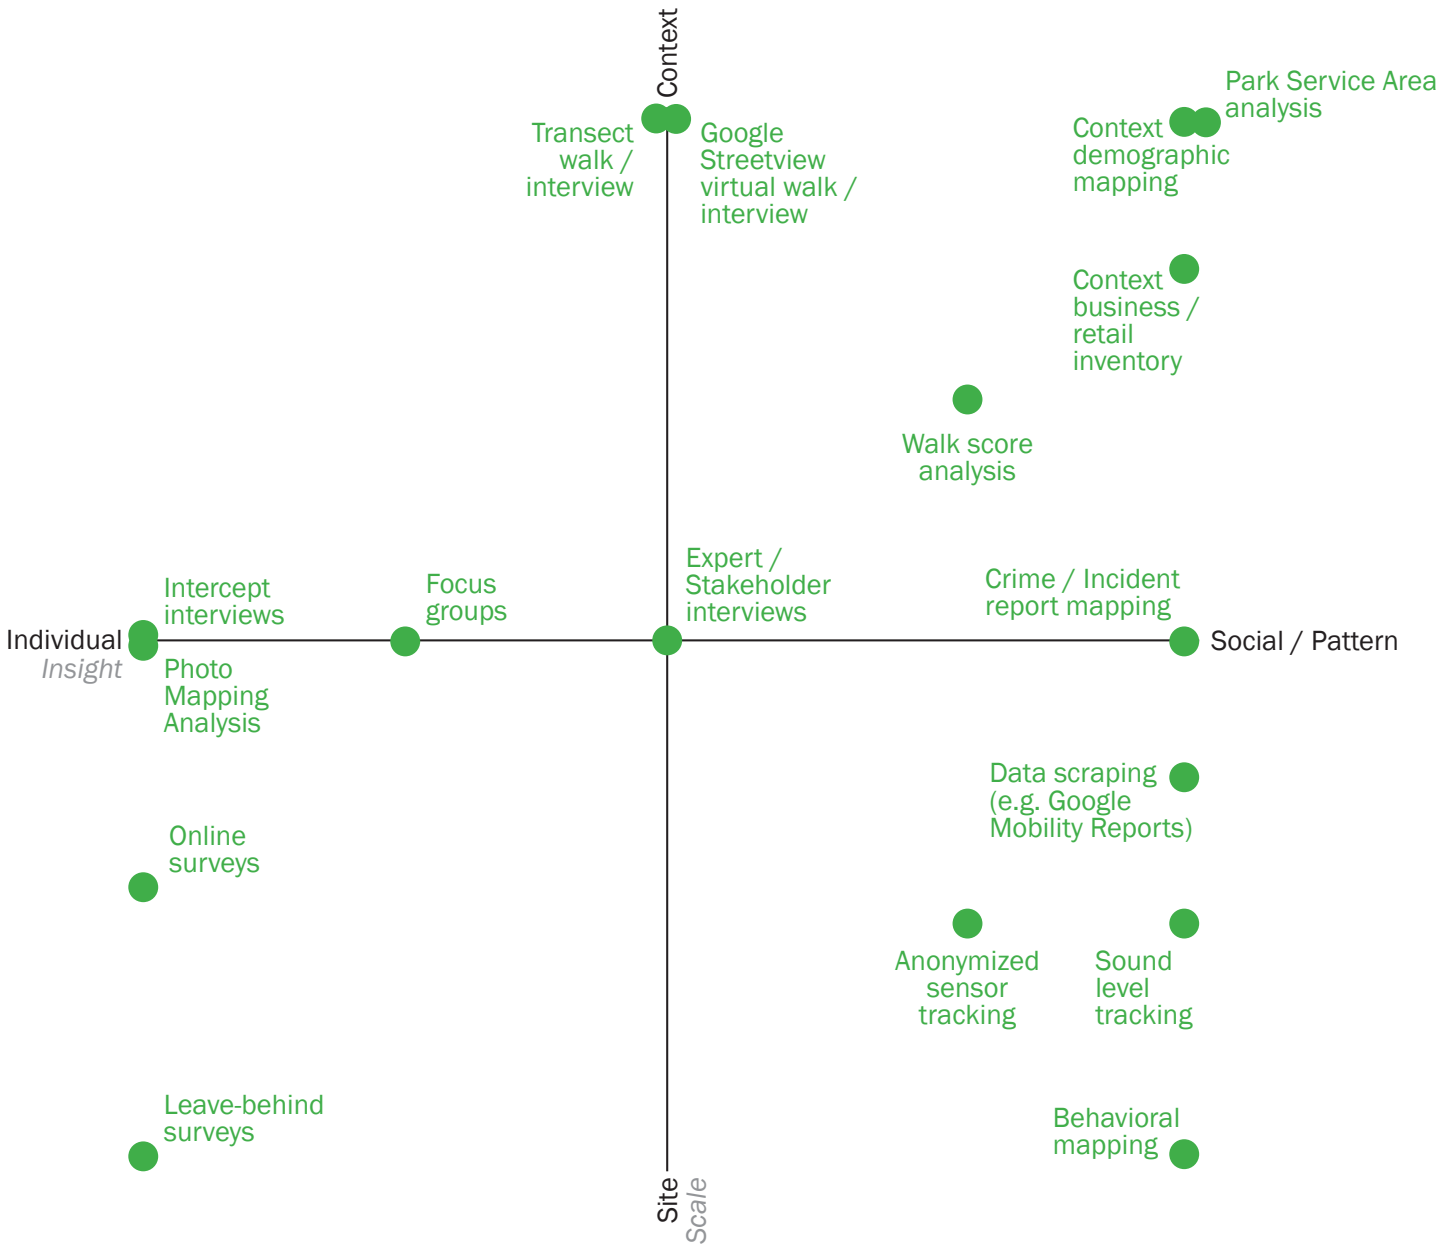 Context
Park Service Area
analysis
Transect
walk /
interview
Google
Streetview
virtual walk /
interview
Context
demographic
mapping
Context
business /
retail
inventory
Walk score
analysis
Intercept
interviews
Focus
groups
Expert /
Stakeholder
interviews
Crime / Incident
report mapping
Individual
Insight
Social / Pattern
Photo
Mapping
Analysis
Data scraping
(e.g. Google
Mobility Reports)
Online
surveys
Anonymized
sensor
tracking
Sound
level
tracking
Leave-behind
surveys
Behavioral
mapping
Site
Scale